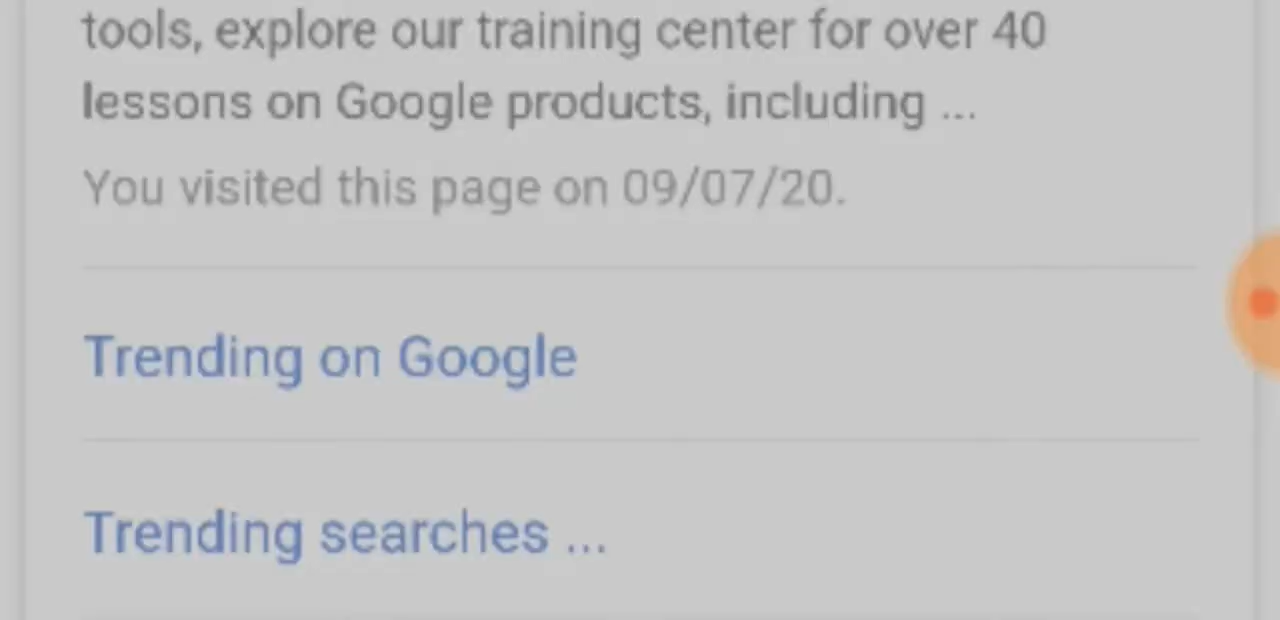 tools, explore our training center for over 40
lessons on Google products, including ...
You visited this page on 09/07/20.
Trending on Google
Trending searches ...